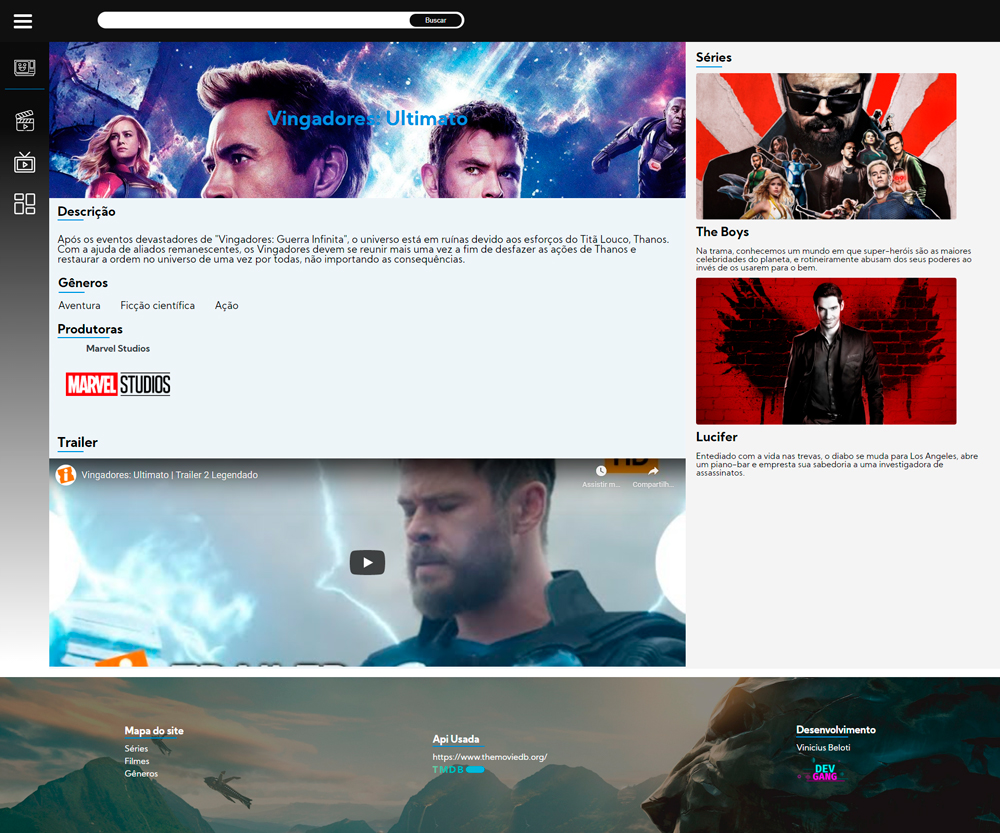 Buscar
Vingadores: Ultimato
Descrição
Após os eventos devastadores de "Vingadores: Guerra Infinita", o universo está em ruínas devido aos esforços do Titã Louco, Thanos.
Com a ajuda de aliados remanescentes, os Vingadores devem se reunir mais uma vez a fim de desfazer as ações de Thanos e
restaurar a ordem no universo de uma vez por todas, não importando as consequências.
Gêneros
Aventura Ficção científica Ação
Produtoras
Marvel Studios
MARVEL STUDIOS
Trailer
Vingadores: Ultimato | Trailer 2 Legendado
HD
Assistir m...
Compartilh...
TRAILER
Séries
The Boys
Na trama, conhecemos um mundo em que super-heróis são as maiores
celebridades do planeta, e rotineiramente abusam dos seus poderes ao
invés de os usarem para o bem.
Lucifer
Entediado com a vida nas trevas, o diabo se muda para Los Angeles, abre
um piano-bar e empresta sua sabedoria a uma investigadora de
assassinatos.
Mapa do site
Séries
Filmes
Gêneros
Api Usada
https://www.themoviedb.org/
TMDB
Desenvolvimento
Vinicius Beloti
DEV
GANG